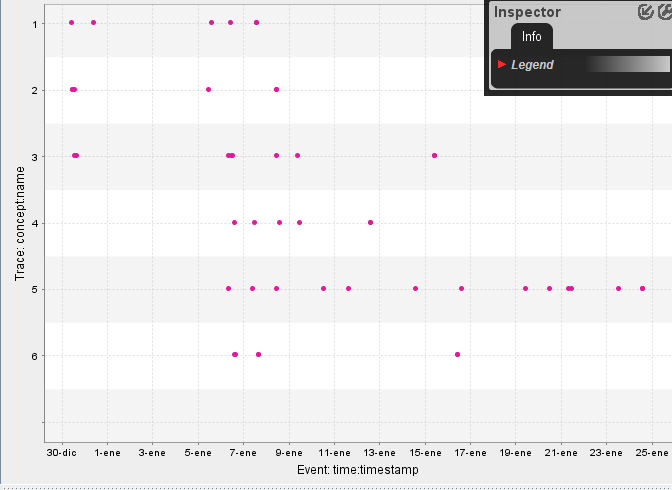 Inspector
Info
Legend
Trace: concept:name
1
2
3
4
5
6
30-dic 1-ene 3-ene 5-ene 7-ene 9-ene 11-ene 13-ene 15-ene 17-ene 19-ene 21-ene 23-ene 25-ene
Event: time:timestamp